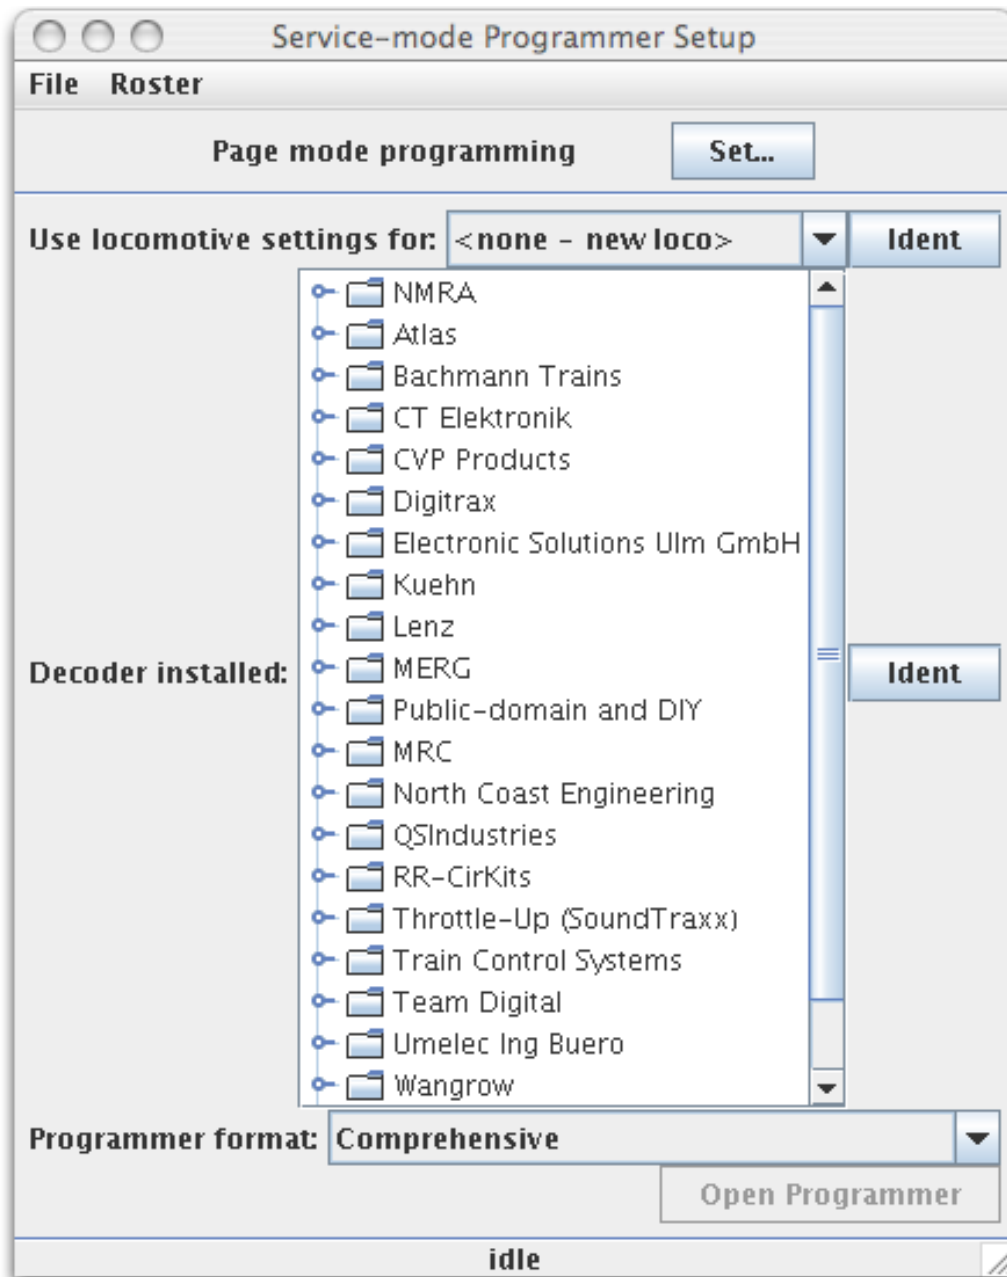 Service-mode Programmer Setup
File Roster
Page mode programming Set...
Use locomotive settings for: <none - new loco> Ident
NMRA
Atlas
Bachmann Trains
CT Elektronik
CVP Products
Digitrax
Electronic Solutions Ulm GmbH
Kuehn
Lenz
Decoder installed: MERG Ident
Public-domain and DIY
MRC
North Coast Engineering
QSIndustries
RR-CirKits
Throttle-Up (SoundTraxx)
Train Control Systems
Team Digital
Umelec Ing Buero
Wangrow
Programmer format: Comprehensive
Open Programmer
idle